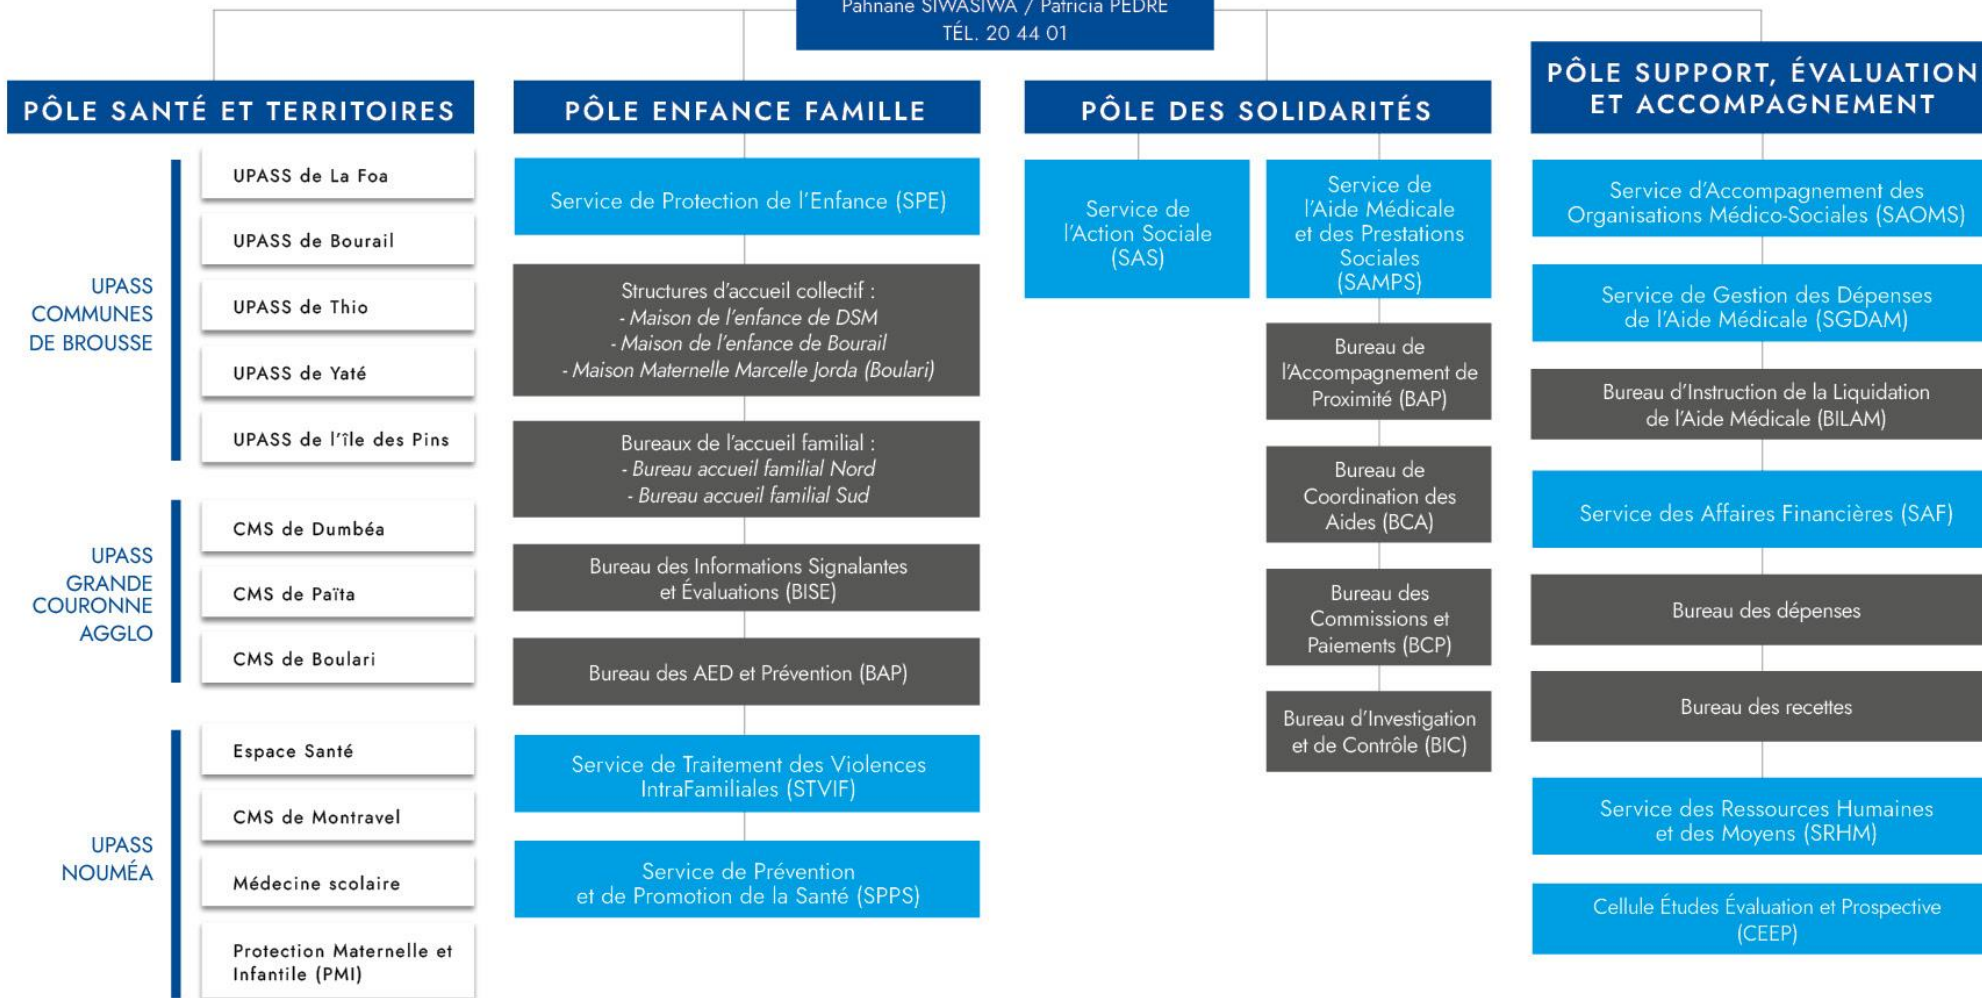 Pahnane SIWASIWA / Patricia PEDRE
TÉL. 20 44 01
PÔLE SANTÉ ET TERRITOIRES
UPASS
COMMUNES
DE BROUSSE
UPASS de La Foa
UPASS de Bourail
UPASS de Thio
UPASS de Yaté
UPASS de l'île des Pins
UPASS
GRANDE
COURONNE
AGGLO
CMS de Dumbéa
CMS de Païta
CMS de Boulari
UPASS
NOUMÉA
Espace Santé
CMS de Montravel
Médecine scolaire
Protection Maternelle et
Infantile (PMI)
PÔLE ENFANCE FAMILLE
Service de Protection de l'Enfance (SPE)
Structures d'accueil collectif :
- Maison de l'enfance de DSM
- Maison de l'enfance de Bourail
- Maison Maternelle Marcelle Jorda (Boulari)
Bureaux de l'accueil familial :
- Bureau accueil familial Nord
- Bureau accueil familial Sud
Bureau des Informations Signalantes
et Évaluations (BISE)
Bureau des AED et Prévention (BAP)
Service de Traitement des Violences
IntraFamiliales (STVIF)
Service de Prévention
et de Promotion de la Santé (SPPS)
PÔLE DES SOLIDARITÉS
Service de
l'Action Sociale
(SAS)
Service de
l'Aide Médicale
et des Prestations
Sociales
(SAMPS)
Bureau de
l'Accompagnement de
Proximité (BAP)
Bureau de
Coordination des
Aides (BCA)
Bureau des
Commissions et
Paiements (BCP)
Bureau d'Investigation
et de Contrôle (BIC)
PÔLE SUPPORT, ÉVALUATION
ET ACCOMPAGNEMENT
Service d'Accompagnement des
Organisations Médico-Sociales (SAOMS)
Service de Gestion des Dépenses
de l'Aide Médicale (SGDAM)
Bureau d'Instruction de la Liquidation
de l'Aide Médicale (BILAM)
Service des Affaires Financières (SAF)
Bureau des dépenses
Bureau des recettes
Service des Ressources Humaines
et des Moyens (SRHM)
Cellule Études Évaluation et Prospective
(CEEP)